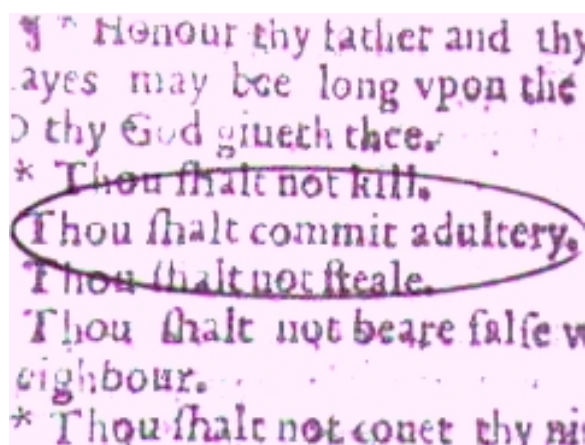 ¶ * Honour thy father and thy
ayes may bee long vpon the
thy God giueth thee.
* Thou ſhalt not kill.
Thou ſhalt commit adultery.
Thou ſhalt not ſteale.
Thou ſhalt not beare falſe w
eighbour.
* Thou ſhalt not couet thy ni